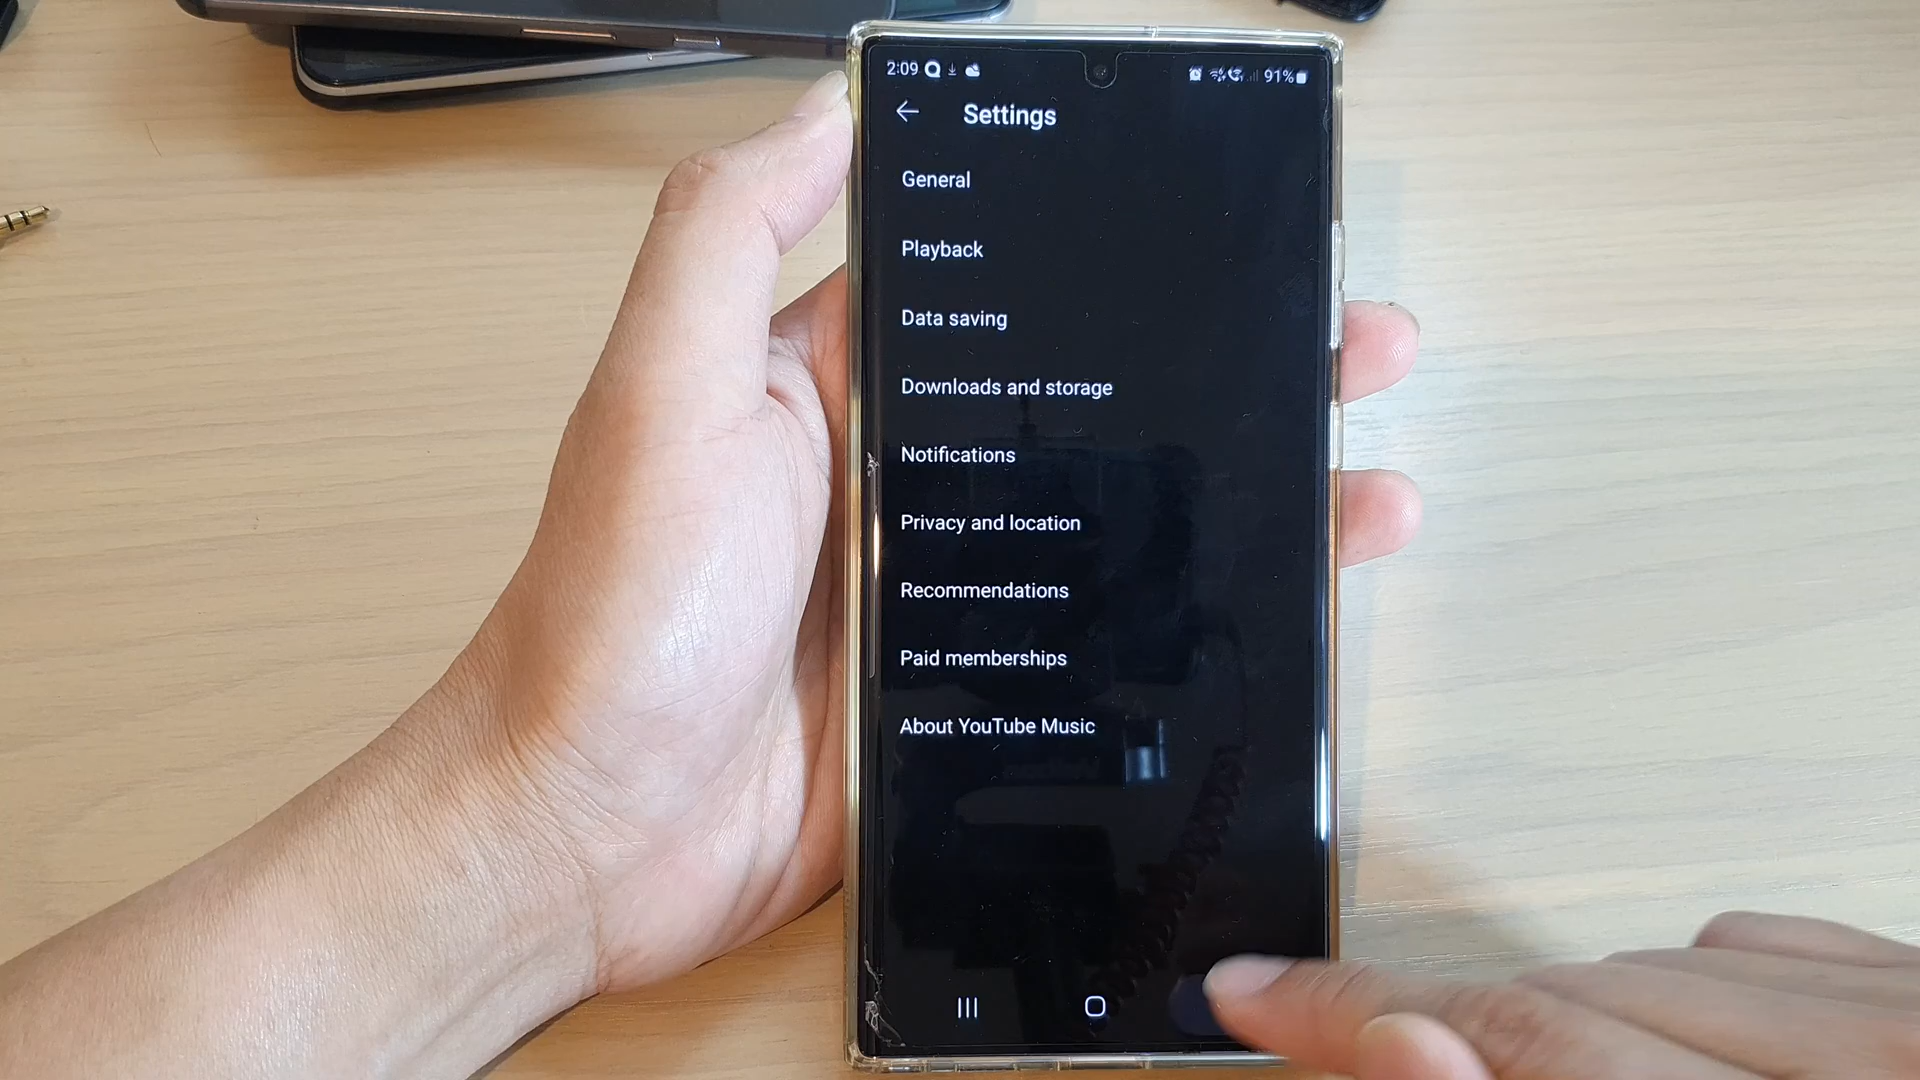 2:09
91%
Settings
General
Playback
Data saving
Downloads and storage
Notifications
Privacy and location
Recommendations
Paid memberships
About YouTube Music